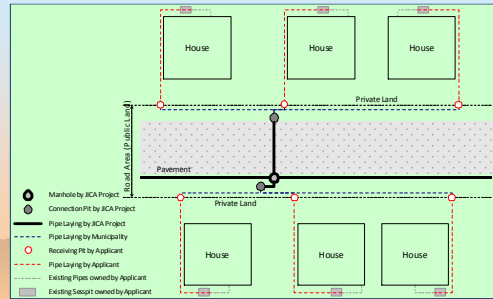 House
House
House
Private Land
Road Area (Public Land)
Pavement
Private Land
Manhole by JICA Project
Connection Pit by JICA Project
Pipe Laying by JICA Project
Pipe Laying by Municipality
Receiving Pit by Applicant
Pipe Laying by Applicant
Existing Pipes owned by Applicant
Existing Sesspit owned by Applicant
House
House
House